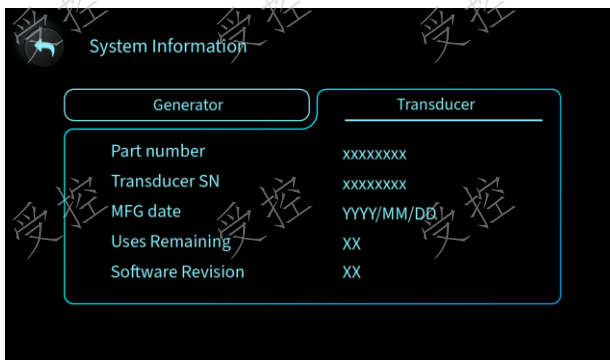 受控 受控 受控
System Information
Generator Transducer
Part number xxxxxxxx
Transducer SN xxxxxxxx
MFG date YYYY/MM/DD
Uses Remaining XX
Software Revision XX
受控 受控 受控